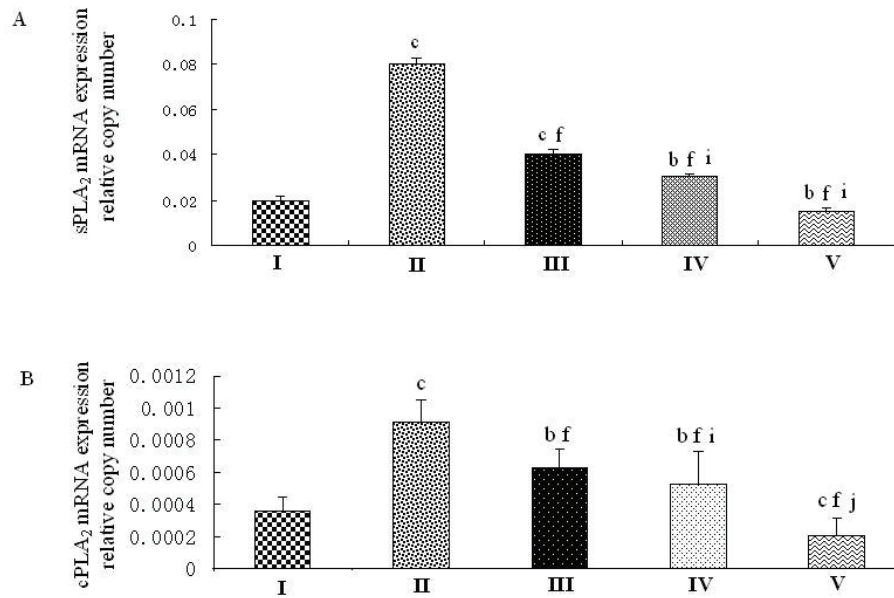 A
sPLA₂ mRNA expression
relative copy number
0.1
0.08
0.06
0.04
0.02
0
c
c f
b f i
b f i
I II III IV V
B
cPLA₂ mRNA expression
relative copy number
0.0012
0.001
0.0008
0.0006
0.0004
0.0002
0
c
b f
b f i
c f j
I II III IV V